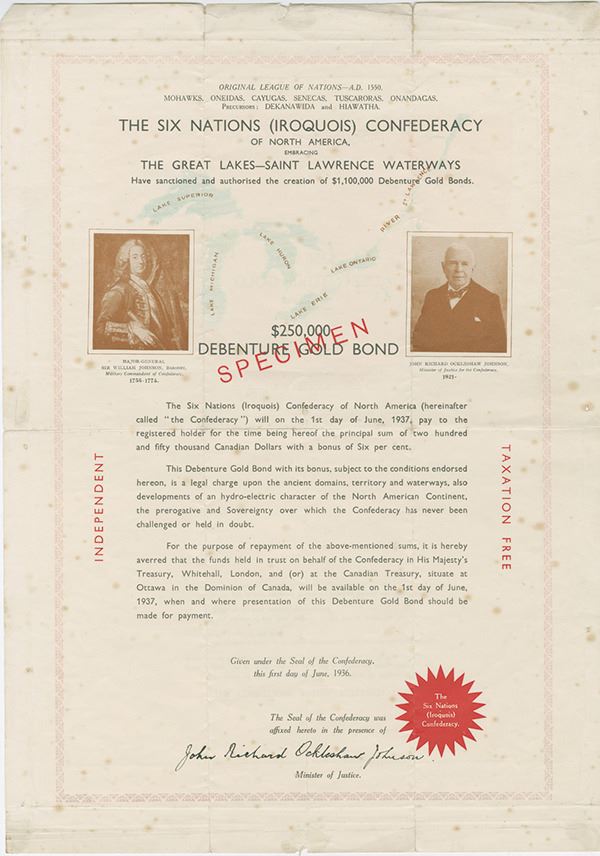 ORIGINAL LEAGUE OF NATIONS—A.D. 1550.
MOHAWKS, ONEIDAS, CAYUGAS, SENECAS, TUSCARORAS, ONANDAGAS.
PRECURSORS: DEKANAWIDA and HIAWATHA.
THE SIX NATIONS (IROQUOIS) CONFEDERACY
OF NORTH AMERICA,
EMBRACING
THE GREAT LAKES—SAINT LAWRENCE WATERWAYS
Have sanctioned and authorised the creation of $1,100,000 Debenture Gold Bonds.
LAKE SUPERIOR
LAKE MICHIGAN
LAKE HURON
LAKE ERIE
LAKE ONTARIO
RIVER ST LAWRENCE
MAJOR-GENERAL
SIR WILLIAM JOHNSON, BARONET,
Military Commandant of Confederacy.
1756-1774.
JOHN RICHARD OCKLESHAW JOHNSON,
Minister of Justice for the Confederacy.
1921-
$250,000
DEBENTURE GOLD BOND
SPECIMEN
The Six Nations (Iroquois) Confederacy of North America (hereinafter
called "the Confederacy") will on the 1st day of June, 1937, pay to the
registered holder for the time being hereof the principal sum of two hundred
and fifty thousand Canadian Dollars with a bonus of Six per cent.
This Debenture Gold Bond with its bonus, subject to the conditions endorsed
hereon, is a legal charge upon the ancient domains, territory and waterways, also
developments of an hydro-electric character of the North American Continent,
the prerogative and Sovereignty over which the Confederacy has never been
challenged or held in doubt.
For the purpose of repayment of the above-mentioned sums, it is hereby
averred that the funds held in trust on behalf of the Confederacy in His Majesty's
Treasury, Whitehall, London, and (or) at the Canadian Treasury, situate at
Ottawa in the Dominion of Canada, will be available on the 1st day of June,
1937, when and where presentation of this Debenture Gold Bond should be
made for payment.
INDEPENDENT
TAXATION FREE
Given under the Seal of the Confederacy,
this first day of June, 1936.
The Seal of the Confederacy was
affixed hereto in the presence of
John Richard Ockleshaw Johnson.
Minister of Justice.
The
Six Nations
(Iroquois)
Confederacy.